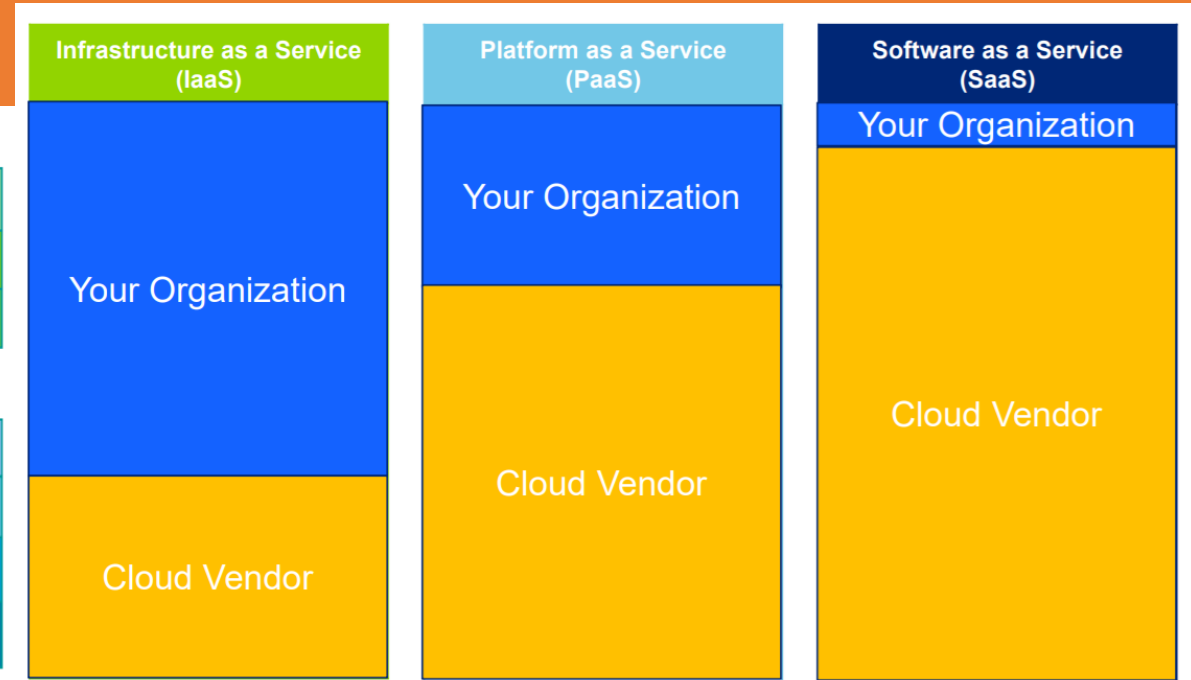 Infrastructure as a Service
(IaaS)
Your Organization
Cloud Vendor
Platform as a Service
(PaaS)
Your Organization
Cloud Vendor
Software as a Service
(SaaS)
Your Organization
Cloud Vendor